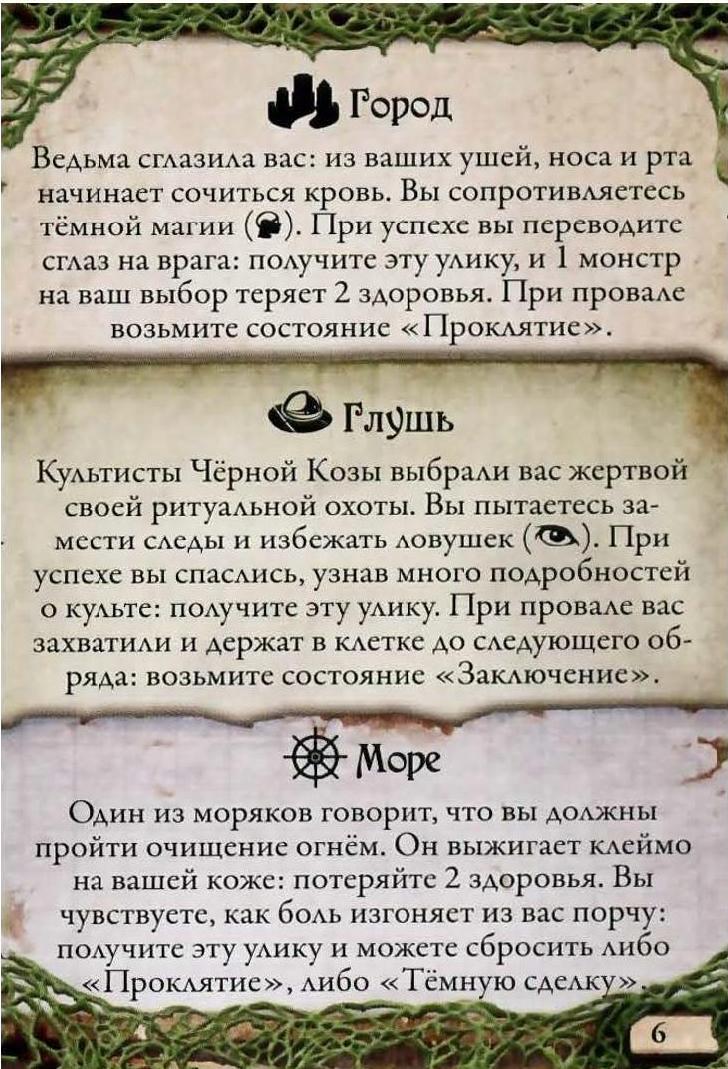 Город
Ведьма сглазила вас: из ваших ушей, носа и рта
начинает сочиться кровь. Вы сопротивляетесь
тёмной магии ( ). При успехе вы переводите
сглаз на врага: получите эту улику, и 1 монстр
на ваш выбор теряет 2 здоровья. При провале
возьмите состояние «Проклятие».
Глушь
Культисты Чёрной Козы выбрали вас жертвой
своей ритуальной охоты. Вы пытаетесь за-
мести следы и избежать ловушек ( ). При
успехе вы спаслись, узнав много подробностей
о культе: получите эту улику. При провале вас
захватили и держат в клетке до следующего об-
ряда: возьмите состояние «Заключение».
Море
Один из моряков говорит, что вы должны
пройти очищение огнём. Он выжигает клеймо
на вашей коже: потеряйте 2 здоровья. Вы
чувствуете, как боль изгоняет из вас порчу:
получите эту улику и можете сбросить либо
«Проклятие», либо «Тёмную сделку».
6